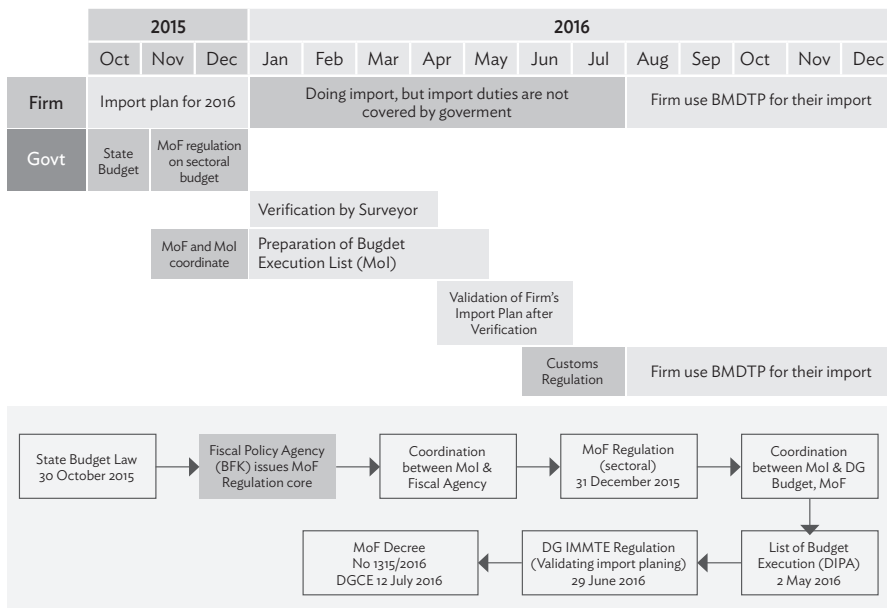 2015
2016
Oct
Nov
Dec
Jan
Feb
Mar
Apr
May
Jun
Jul
Aug
Sep
Oct
Nov
Dec
Firm
Import plan for 2016
Doing import, but import duties are not
covered by goverment
Firm use BMDTP for their import
Govt
State
Budget
MoF regulation
on sectoral
budget
Verification by Surveyor
MoF and MoI
coordinate
Preparation of Bugdet
Execution List (MoI)
Validation of Firm's
Import Plan after
Verification
Customs
Regulation
Firm use BMDTP for their import
State Budget Law
30 October 2015
Fiscal Policy Agency
(BFK) issues MoF
Regulation core
Coordination
between MoI &
Fiscal Agency
MoF Regulation
(sectoral)
31 December 2015
Coordination
between MoI & DG
Budget, MoF
MoF Decree
No 1315/2016
DGCE 12 July 2016
DG IMMTE Regulation
(Validating import planing)
29 June 2016
List of Budget
Execution (DIPA)
2 May 2016